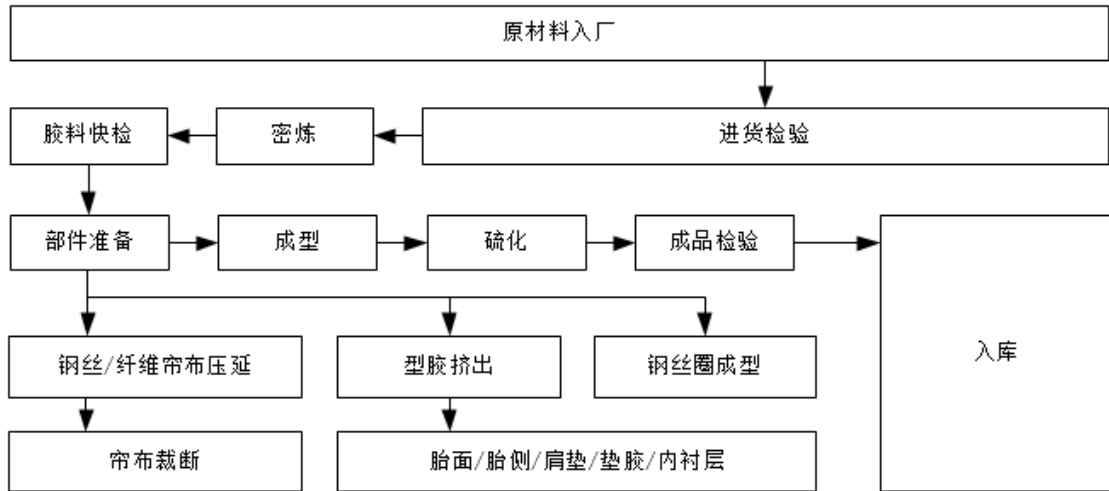 原材料入厂
胶料快检
密炼
进货检验
部件准备
成型
硫化
成品检验
入库
钢丝/纤维帘布压延
型胶挤出
钢丝圈成型
帘布裁断
胎面/胎侧/肩垫/垫胶/内衬层